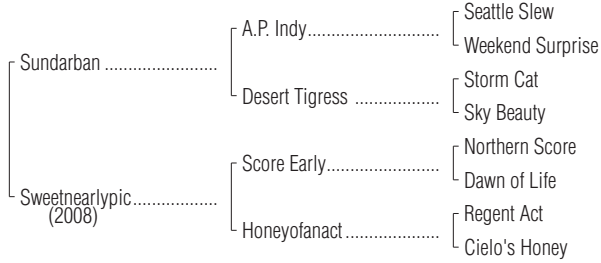 Seattle Slew
A.P. Indy
Weekend Surprise
Sundarban
Storm Cat
Desert Tigress
Sky Beauty
Northern Score
Score Early
Dawn of Life
Sweetnearlypic
(2008)
Regent Act
Honeyofanact
Cielo's Honey